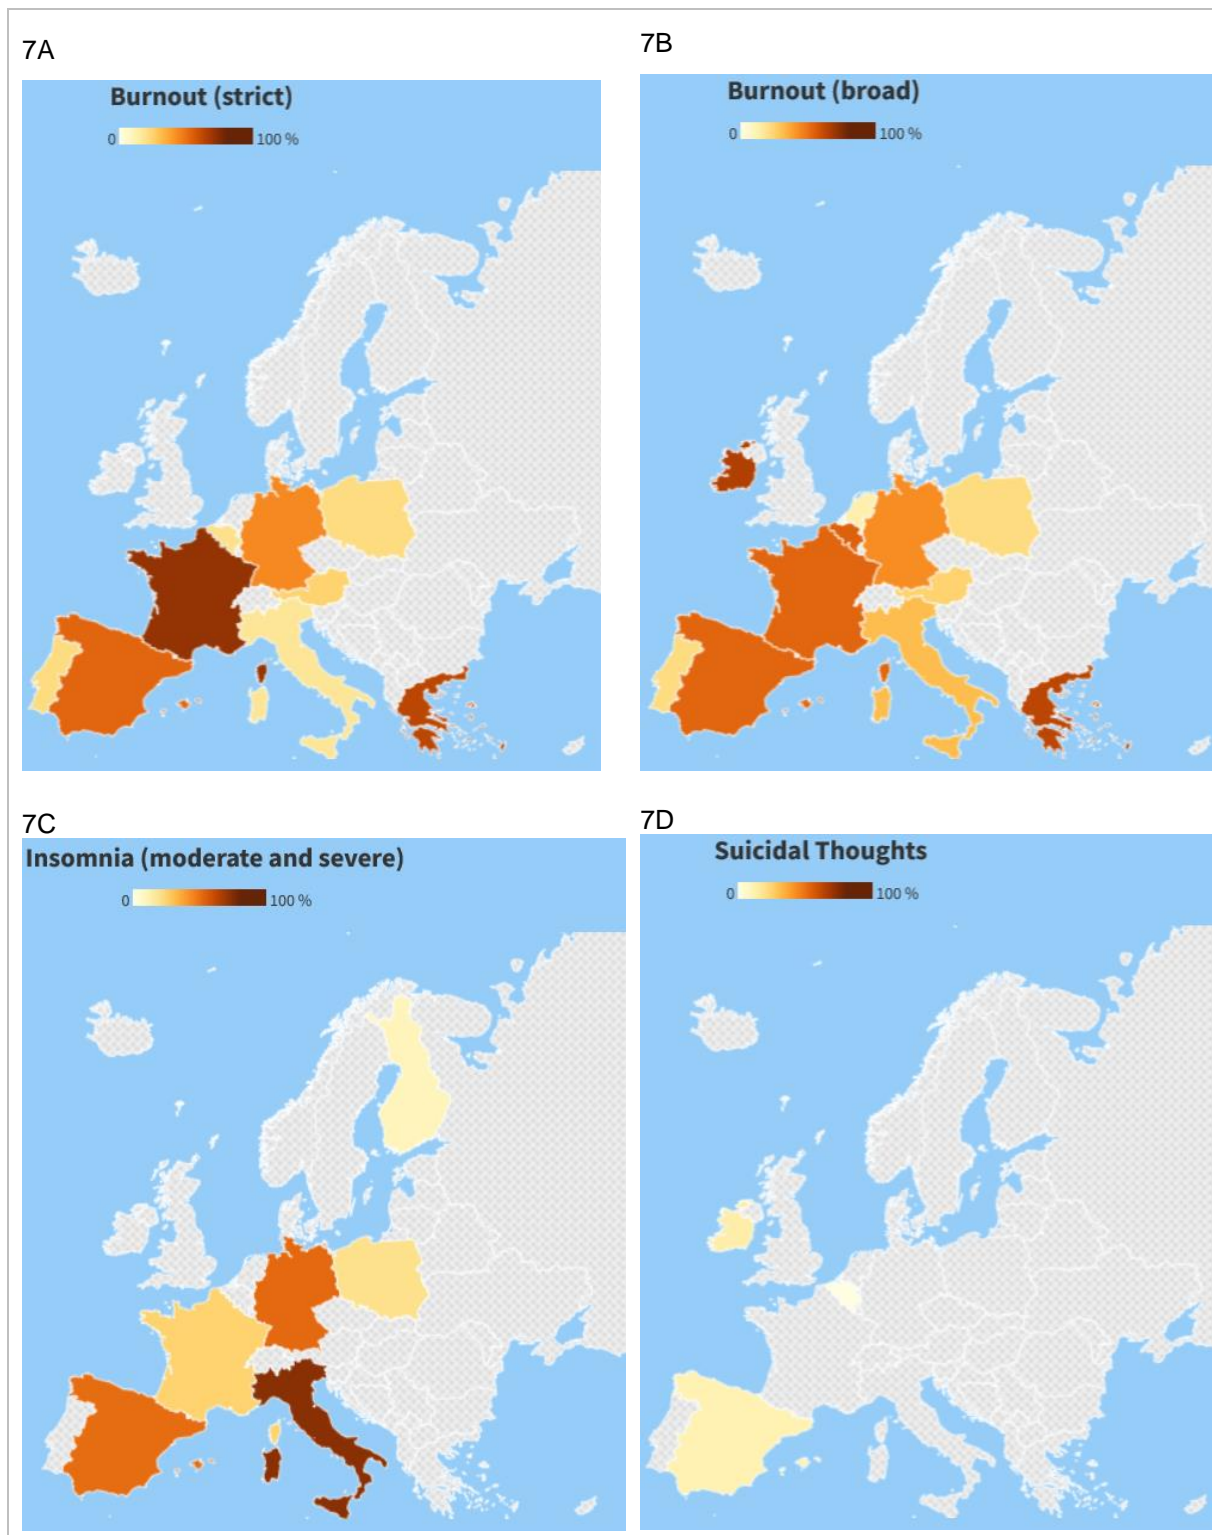 7A
Burnout (strict)
0 100 %
7B
Burnout (broad)
0 100 %
7C
Insomnia (moderate and severe)
0 100 %
7D
Suicidal Thoughts
0 100 %